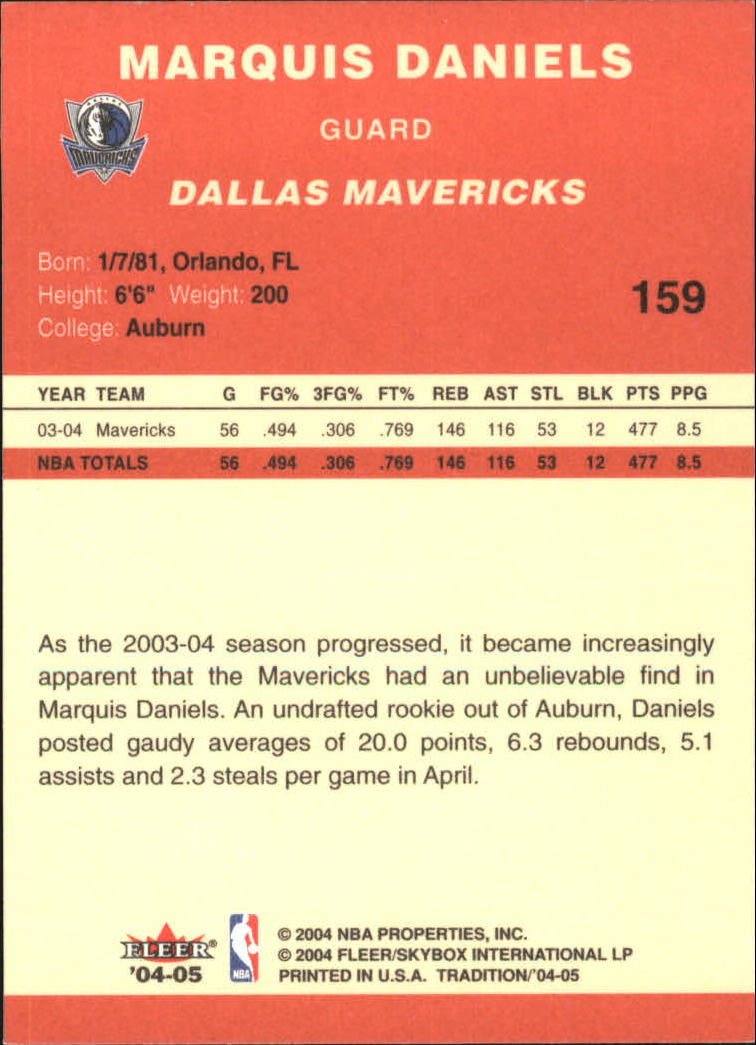 MARQUIS DANIELS
GUARD
DALLAS
MAVERICKS
DALLAS MAVERICKS
Born: 1/7/81, Orlando, FL
Height: 6'6" Weight: 200
159
College: Auburn
YEAR TEAM G FG% 3FG% FT% REB AST STL BLK PTS PPG
03-04 Mavericks 56 .494 .306 .769 146 116 53 12 477 8.5
NBA TOTALS 56 .494 .306 .769 146 116 53 12 477 8.5
As the 2003-04 season progressed, it became increasingly
apparent that the Mavericks had an unbelievable find in
Marquis Daniels. An undrafted rookie out of Auburn, Daniels
posted gaudy averages of 20.0 points, 6.3 rebounds, 5.1
assists and 2.3 steals per game in April.
FLEER®
'04-05
NBA
© 2004 NBA PROPERTIES, INC.
© 2004 FLEER/SKYBOX INTERNATIONAL LP
PRINTED IN U.S.A. TRADITION/'04-05